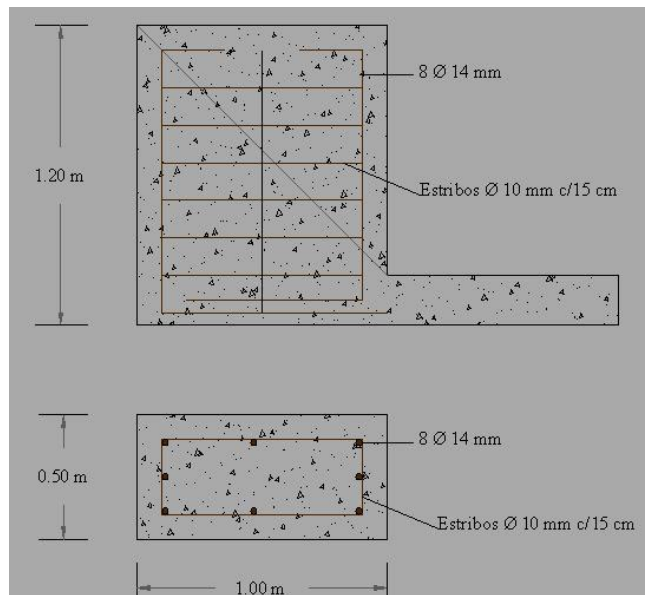 8 Ø 14 mm
1.20 m
Estribos Ø 10 mm c/15 cm
8 Ø 14 mm
0.50 m
Estribos Ø 10 mm c/15 cm
1.00 m